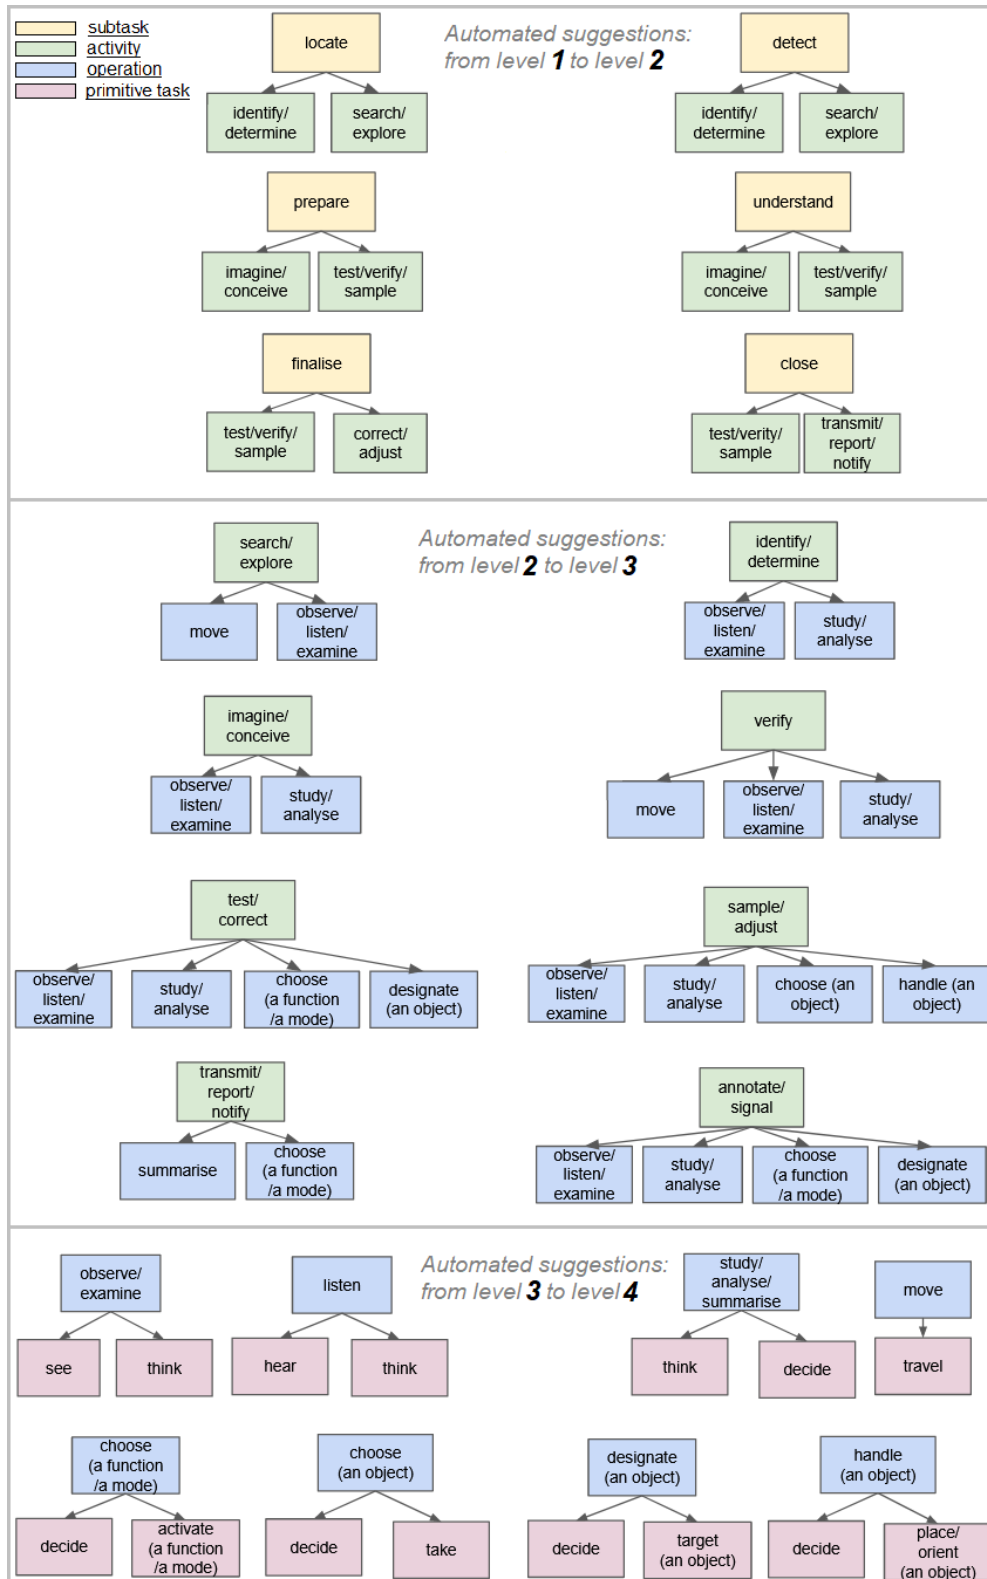 subtask
activity
operation
primitive task
Automated suggestions:
from level 1 to level 2
locate
identify/
determine
search/
explore
detect
identify/
determine
search/
explore
prepare
imagine/
conceive
test/verify/
sample
understand
imagine/
conceive
test/verify/
sample
finalise
test/verify/
sample
correct/
adjust
close
test/verity/
sample
transmit/
report/
notify
Automated suggestions:
from level 2 to level 3
search/
explore
move
observe/
listen/
examine
identify/
determine
observe/
listen/
examine
study/
analyse
imagine/
conceive
observe/
listen/
examine
study/
analyse
verify
move
observe/
listen/
examine
study/
analyse
test/
correct
observe/
listen/
examine
study/
analyse
choose
(a function
/a mode)
designate
(an object)
sample/
adjust
observe/
listen/
examine
study/
analyse
choose (an
object)
handle (an
object)
transmit/
report/
notify
summarise
choose
(a function
/a mode)
annotate/
signal
observe/
listen/
examine
study/
analyse
choose
(a function
/a mode)
designate
(an object)
Automated suggestions:
from level 3 to level 4
observe/
examine
see
think
listen
hear
think
study/
analyse/
summarise
think
decide
move
travel
choose
(a function
/a mode)
decide
activate
(a function
/a mode)
choose
(an object)
decide
take
designate
(an object)
decide
target
(an object)
handle
(an object)
decide
place/
orient
(an object)